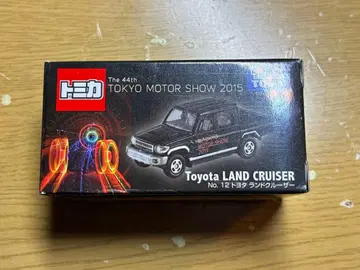 トミカ
The 44th
TOKYO MOTOR SHOW 2015
Toyota LAND CRUISER
No. 12 トヨタ ランドクルーザー